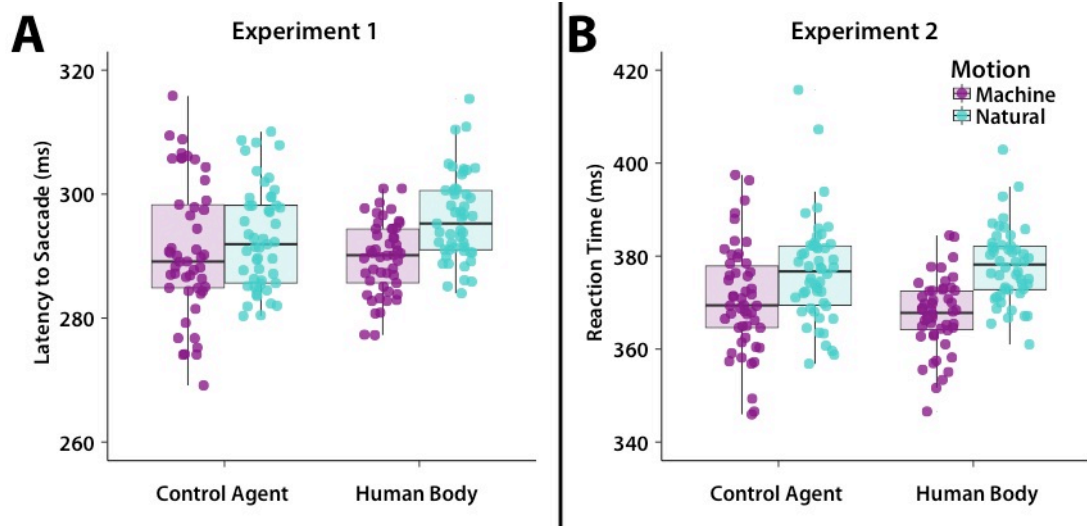 A
Experiment 1
Latency to Saccade (ms)
320
300
280
260
Control Agent
Human Body
B
Experiment 2
Reaction Time (ms)
420
400
380
360
340
Motion
Machine
Natural
Control Agent
Human Body